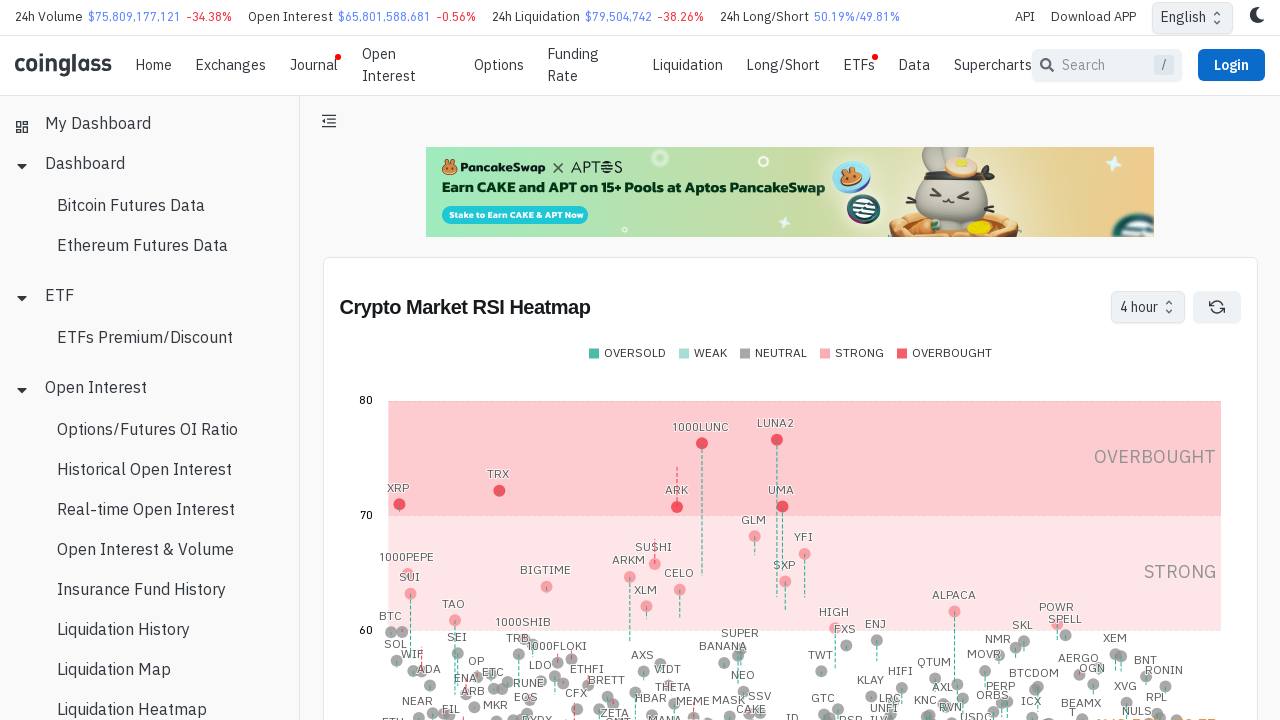 24h Volume $75,809,177,121 -34.38% Open Interest $65,801,588,681 -0.56% 24h Liquidation $79,504,742 -38.26% 24h Long/Short 50.19%/49.81% API Download APP English
coinglass Home Exchanges Journal Open Interest Options Funding Rate Liquidation Long/Short ETFs Data Supercharts Search / Login
My Dashboard
Dashboard
Bitcoin Futures Data
Ethereum Futures Data
ETF
ETFs Premium/Discount
Open Interest
Options/Futures OI Ratio
Historical Open Interest
Real-time Open Interest
Open Interest & Volume
Insurance Fund History
Liquidation History
Liquidation Map
Liquidation Heatmap
PancakeSwap × APTOS
Earn CAKE and APT on 15+ Pools at Aptos PancakeSwap
Stake to Earn CAKE & APT Now
Crypto Market RSI Heatmap
4 hour
OVERSOLD WEAK NEUTRAL STRONG OVERBOUGHT
80
1000LUNC LUNA2
OVERBOUGHT
TRX
XRP ARK UMA
70
GLM
YFI
SUSHI
1000PEPE ARKM SXP
STRONG
SUI BIGTIME CELO
XLM ALPACA
TAO POWR
BTC 1000SHIB HIGH SPELL
60 FXS ENJ SKL
SEI TRB SUPER NMR XEM
SOL 1000FLOKI BANANA
WIF AXS TWT MOVR AERGO BNT
ADA OP LDO ETHFI VIDT QTUM OGN RONIN
ENA ETC BRETT NEO KLAY HIFI BTCDOM
ARB RUNE CFX THETA AXL PERP XVG
NEAR EOS HBAR MEME MASK SSV GTC LRC KNC ORBS ICX BEAMX RPL
FIL MKR ZETA CAKE UNFI RVN NULS